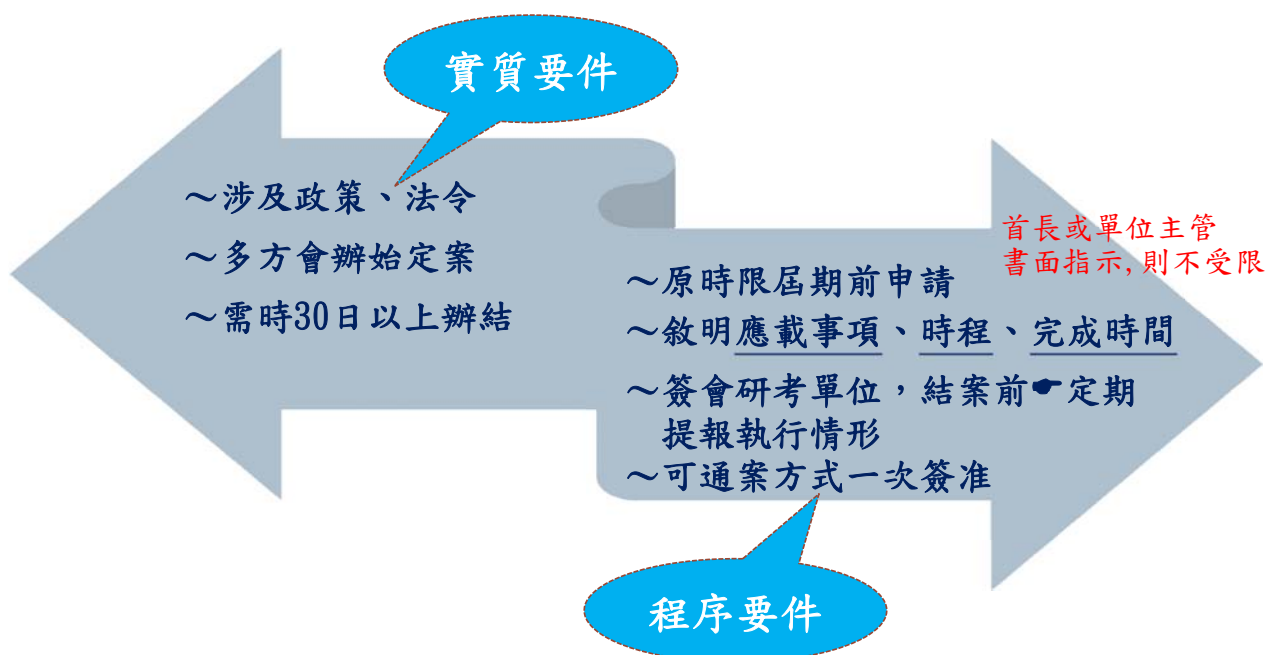 實質要件
～涉及政策、法令
～多方會辦始定案
～需時30日以上辦結
首長或單位主管
書面指示,則不受限
～原時限屆期前申請
～敘明應載事項、時程、完成時間
～簽會研考單位，結案前☛定期
提報執行情形
～可通案方式一次簽准
程序要件